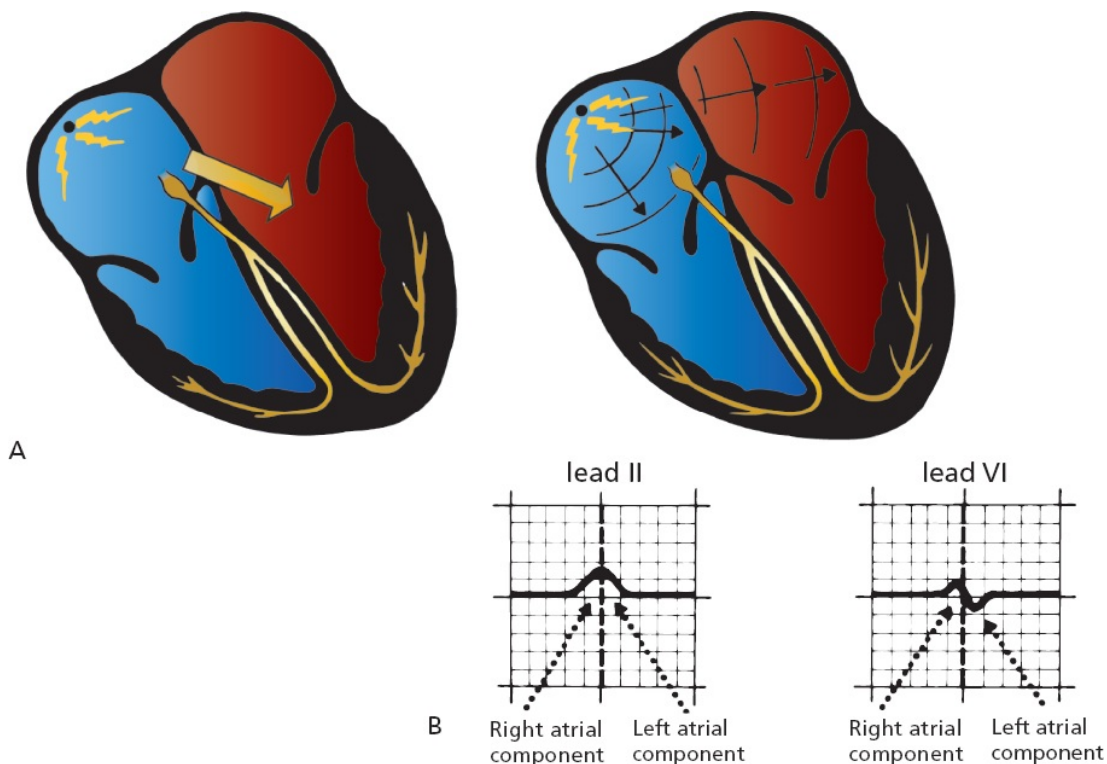 A
lead II
lead VI
B
Right atrial
component
Left atrial
component
Right atrial
component
Left atrial
component